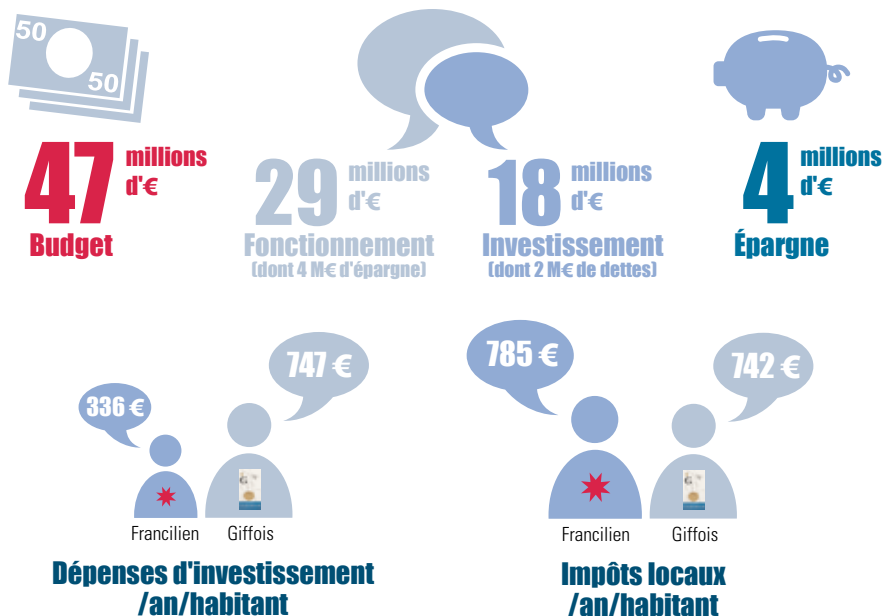 50
50
47 millions d'€
Budget
29 millions d'€
Fonctionnement
(dont 4 M€ d'épargne)
18 millions d'€
Investissement
(dont 2 M€ de dettes)
4 millions d'€
Épargne
336 €
747 €
Francilien
Giffois
Dépenses d'investissement
/an/habitant
785 €
742 €
Francilien
Giffois
Impôts locaux
/an/habitant